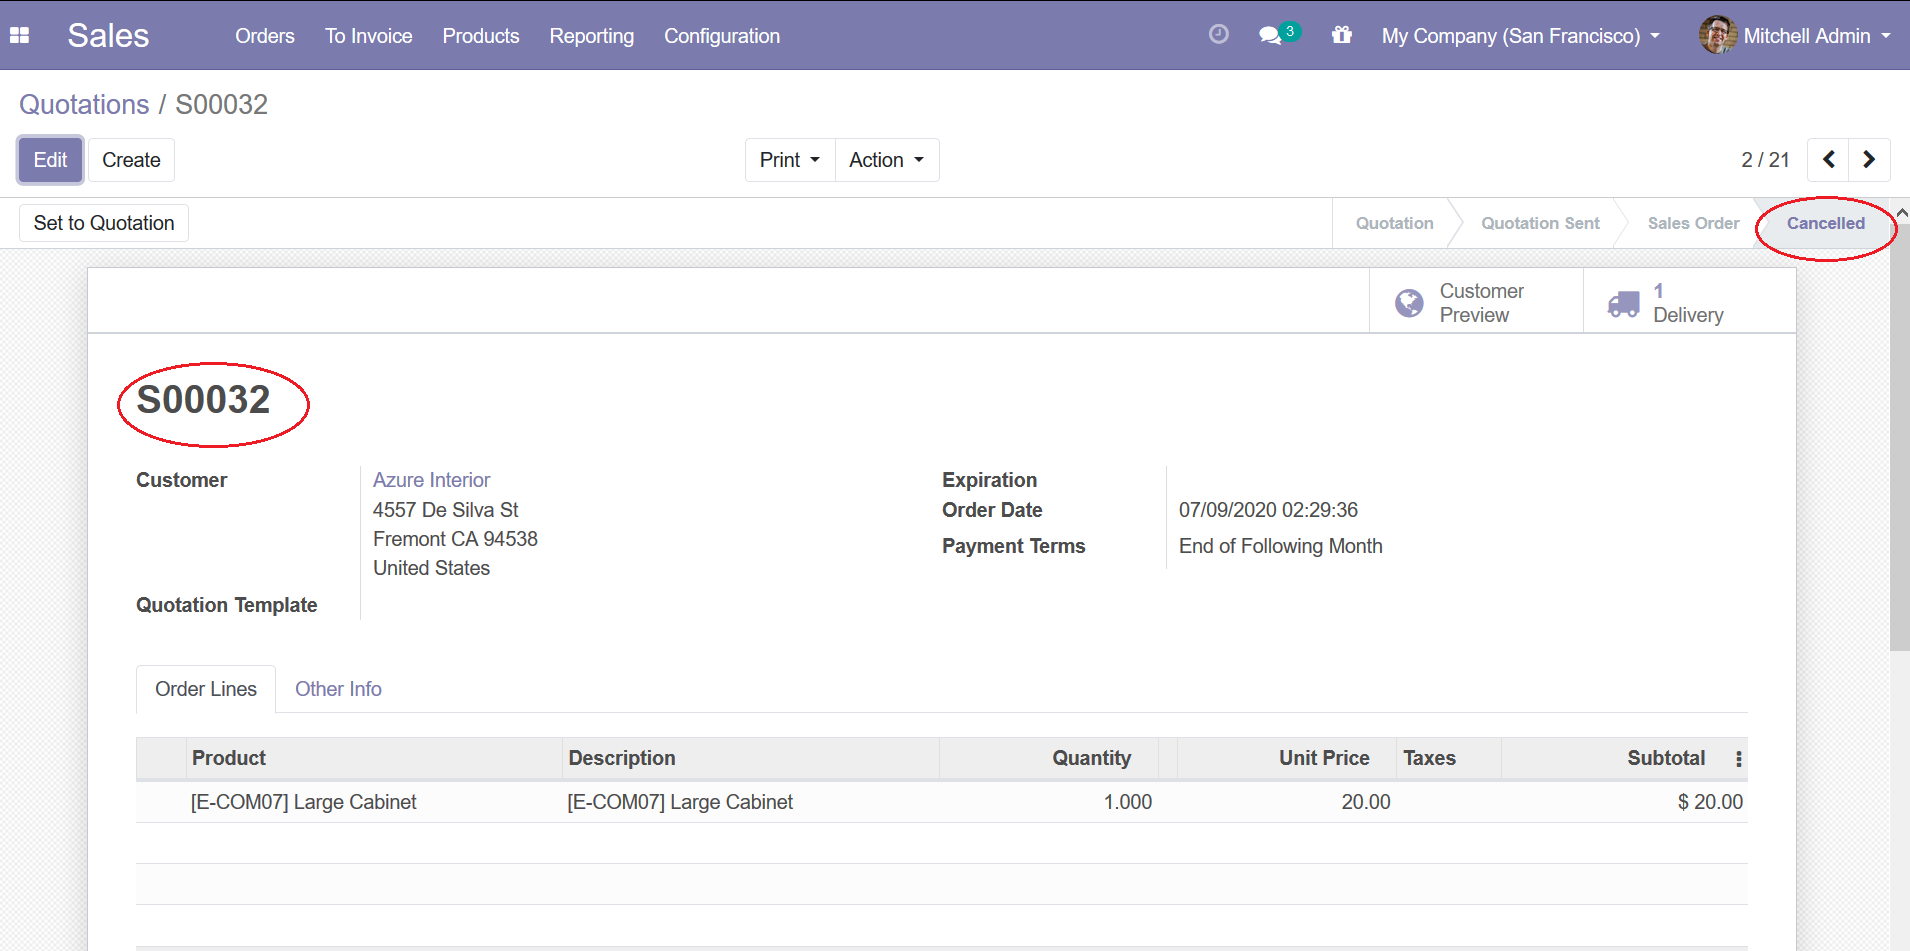 Sales Orders To Invoice Products Reporting Configuration 3 My Company (San Francisco) Mitchell Admin
Quotations / S00032
Edit Create Print Action 2 / 21
Set to Quotation Quotation Quotation Sent Sales Order Cancelled
Customer Preview 1 Delivery
S00032
Customer Azure Interior Expiration
4557 De Silva St Order Date 07/09/2020 02:29:36
Fremont CA 94538 Payment Terms End of Following Month
United States
Quotation Template
Order Lines Other Info
Product Description Quantity Unit Price Taxes Subtotal
[E-COM07] Large Cabinet [E-COM07] Large Cabinet 1.000 20.00 $ 20.00